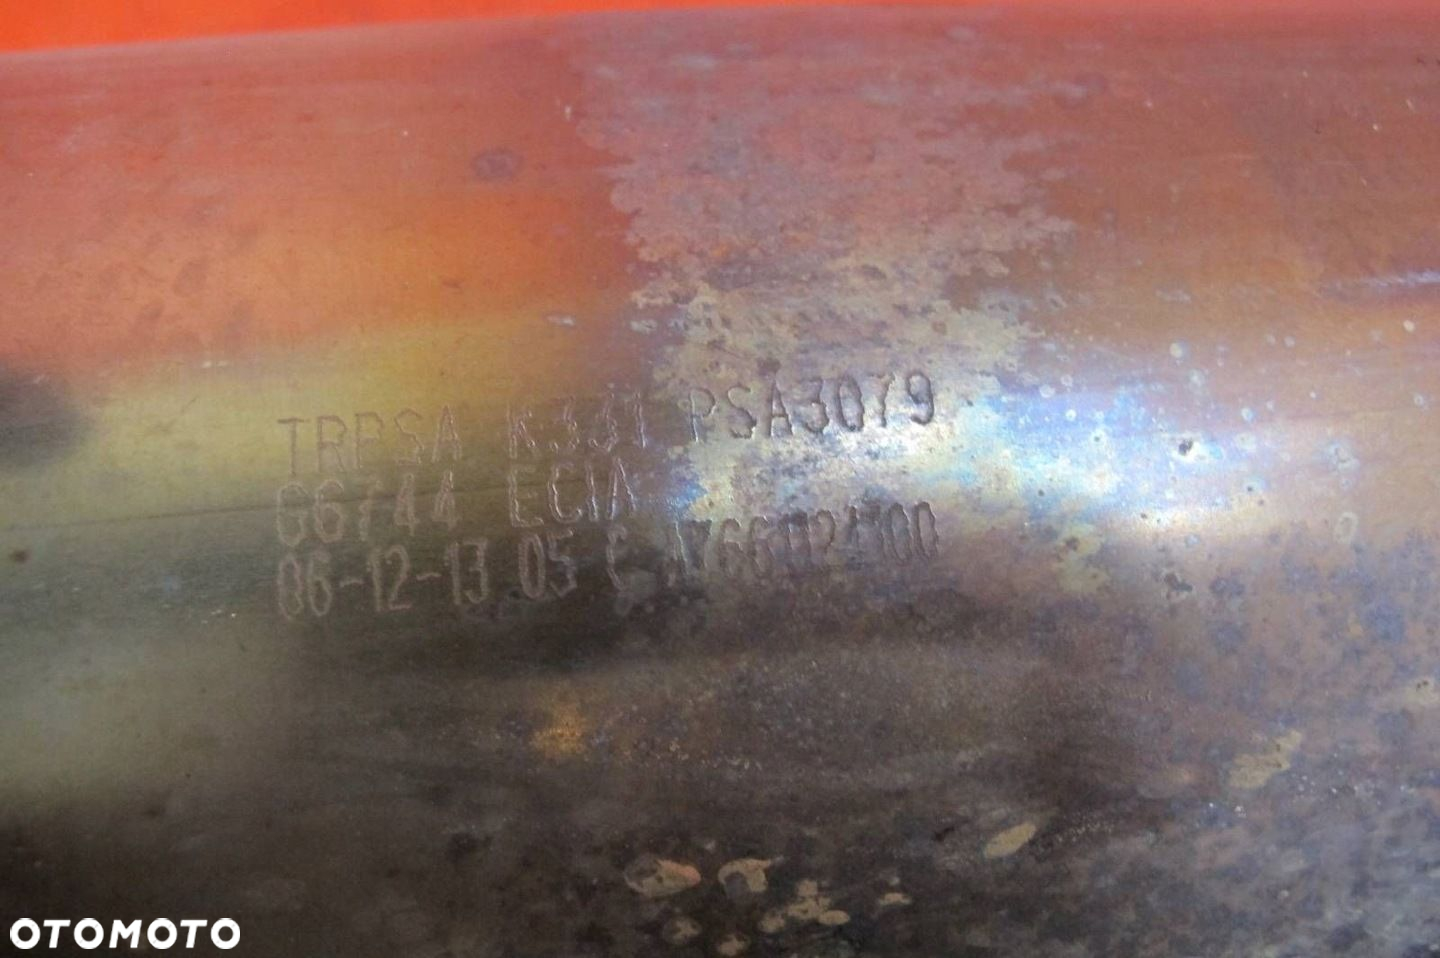 TRPSA K331 PSA3079
G6744 ECIA
06-12-13 05 C
OTOMOTO